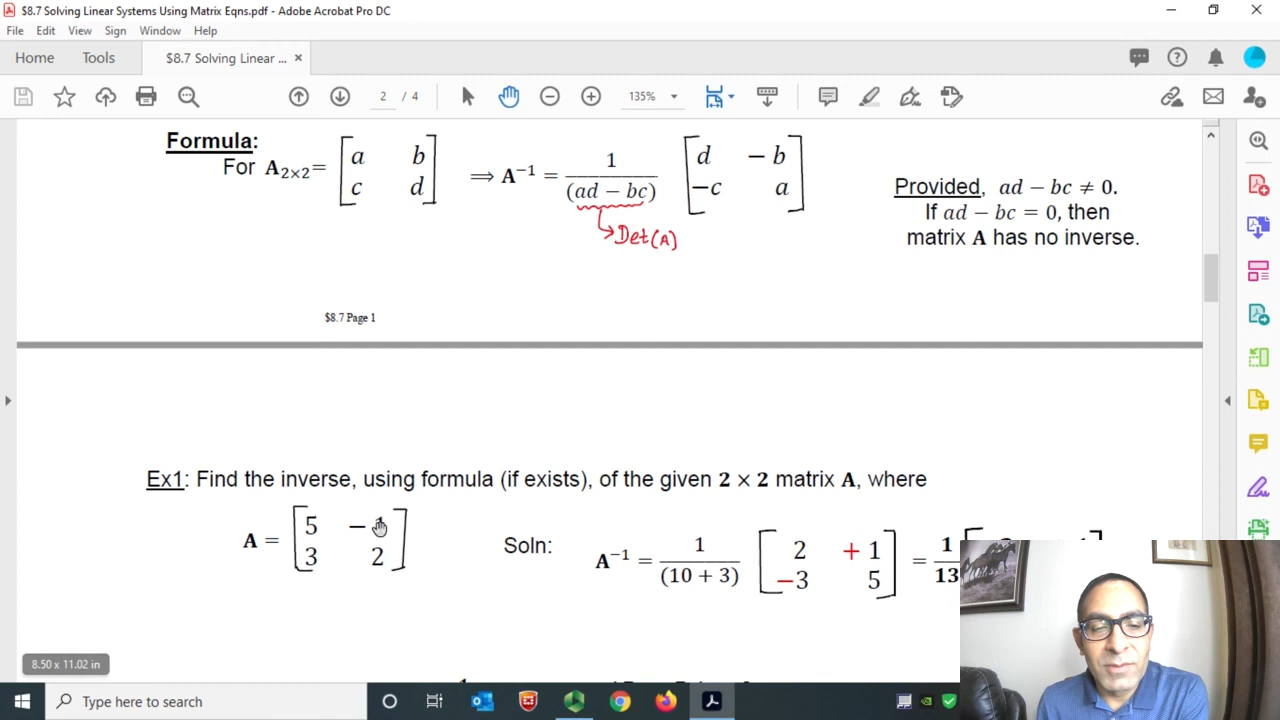 $8.7 Solving Linear Systems Using Matrix Eqns.pdf - Adobe Acrobat Pro DC
File Edit View Sign Window Help
Home Tools $8.7 Solving Linear ... ×
2 / 4 135%
Formula:
For A₂×₂= [a b; c d] ⟹ A⁻¹ = 1/(ad − bc) [d −b; −c a]
Det(A)
Provided, ad − bc ≠ 0.
If ad − bc = 0, then
matrix A has no inverse.
$8.7 Page 1
Ex1: Find the inverse, using formula (if exists), of the given 2 × 2 matrix A, where
A = [5 −1; 3 2] Soln: A⁻¹ = 1/(10 + 3) [2 +1; −3 5] = 1/13
8.50 x 11.02 in
Type here to search